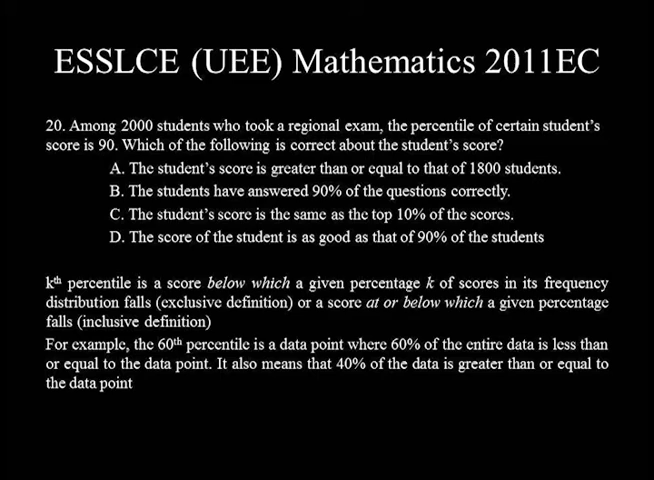 ESSLCE (UEE) Mathematics 2011EC
20. Among 2000 students who took a regional exam, the percentile of certain student's
score is 90. Which of the following is correct about the student's score?
A. The student's score is greater than or equal to that of 1800 students.
B. The students have answered 90% of the questions correctly.
C. The student's score is the same as the top 10% of the scores.
D. The score of the student is as good as that of 90% of the students
kth percentile is a score below which a given percentage k of scores in its frequency
distribution falls (exclusive definition) or a score at or below which a given percentage
falls (inclusive definition)
For example, the 60th percentile is a data point where 60% of the entire data is less than
or equal to the data point. It also means that 40% of the data is greater than or equal to
the data point